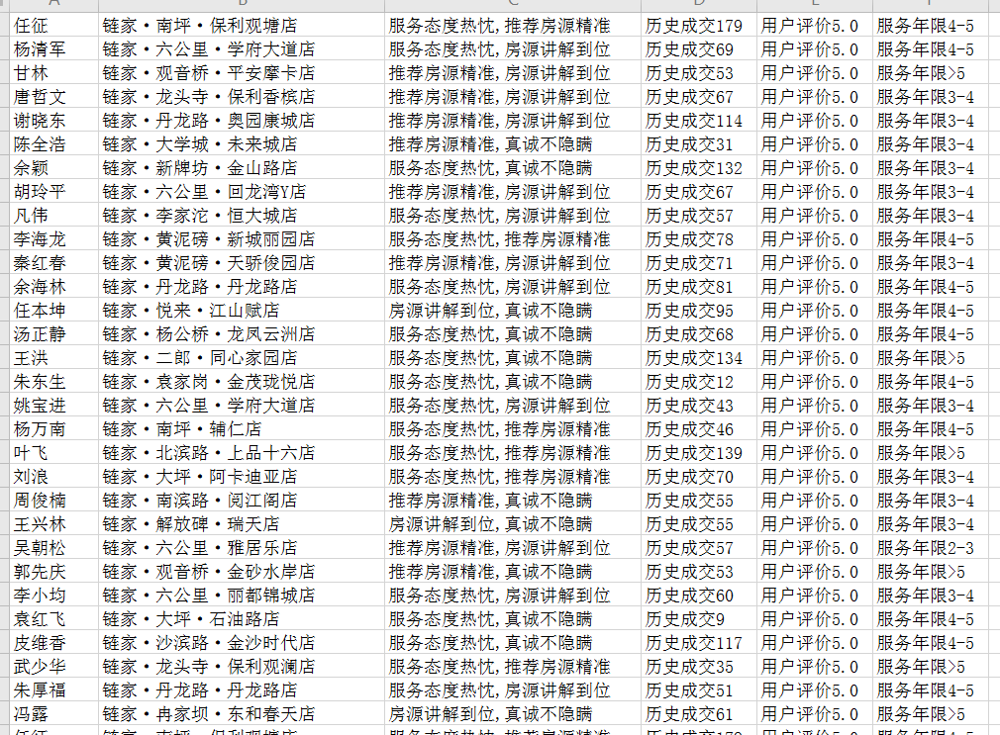 任征 链家·南坪·保利观塘店 服务态度热忱,推荐房源精准 历史成交179 用户评价5.0 服务年限4-5
杨清军 链家·六公里·学府大道店 服务态度热忱,房源讲解到位 历史成交69 用户评价5.0 服务年限4-5
甘林 链家·观音桥·平安摩卡店 推荐房源精准,房源讲解到位 历史成交53 用户评价5.0 服务年限>5
唐哲文 链家·龙头寺·保利香槟店 推荐房源精准,房源讲解到位 历史成交67 用户评价5.0 服务年限3-4
谢晓东 链家·丹龙路·奥园康城店 推荐房源精准,房源讲解到位 历史成交114 用户评价5.0 服务年限3-4
陈全浩 链家·大学城·未来城店 推荐房源精准,真诚不隐瞒 历史成交31 用户评价5.0 服务年限3-4
余颖 链家·新牌坊·金山路店 服务态度热忱,真诚不隐瞒 历史成交132 用户评价5.0 服务年限3-4
胡玲平 链家·六公里·回龙湾Y店 推荐房源精准,房源讲解到位 历史成交67 用户评价5.0 服务年限3-4
凡伟 链家·李家沱·恒大城店 服务态度热忱,房源讲解到位 历史成交57 用户评价5.0 服务年限3-4
李海龙 链家·黄泥磅·新城丽园店 服务态度热忱,推荐房源精准 历史成交78 用户评价5.0 服务年限4-5
秦红春 链家·黄泥磅·天骄俊园店 推荐房源精准,房源讲解到位 历史成交71 用户评价5.0 服务年限3-4
余海林 链家·丹龙路·丹龙路店 服务态度热忱,房源讲解到位 历史成交81 用户评价5.0 服务年限4-5
任本坤 链家·悦来·江山赋店 房源讲解到位,真诚不隐瞒 历史成交95 用户评价5.0 服务年限4-5
汤正静 链家·杨公桥·龙凤云洲店 服务态度热忱,真诚不隐瞒 历史成交68 用户评价5.0 服务年限4-5
王洪 链家·二郎·同心家园店 服务态度热忱,真诚不隐瞒 历史成交134 用户评价5.0 服务年限>5
朱东生 链家·袁家岗·金茂珑悦店 服务态度热忱,真诚不隐瞒 历史成交12 用户评价5.0 服务年限4-5
姚宝进 链家·六公里·学府大道店 服务态度热忱,房源讲解到位 历史成交43 用户评价5.0 服务年限3-4
杨万南 链家·南坪·辅仁店 服务态度热忱,推荐房源精准 历史成交46 用户评价5.0 服务年限4-5
叶飞 链家·北滨路·上品十六店 服务态度热忱,推荐房源精准 历史成交139 用户评价5.0 服务年限>5
刘浪 链家·大坪·阿卡迪亚店 服务态度热忱,推荐房源精准 历史成交70 用户评价5.0 服务年限3-4
周俊楠 链家·南滨路·阅江阁店 推荐房源精准,真诚不隐瞒 历史成交55 用户评价5.0 服务年限3-4
王兴林 链家·解放碑·瑞天店 房源讲解到位,真诚不隐瞒 历史成交55 用户评价5.0 服务年限3-4
吴朝松 链家·六公里·雅居乐店 推荐房源精准,房源讲解到位 历史成交57 用户评价5.0 服务年限2-3
郭先庆 链家·观音桥·金砂水岸店 推荐房源精准,真诚不隐瞒 历史成交53 用户评价5.0 服务年限>5
李小均 链家·六公里·丽都锦城店 服务态度热忱,房源讲解到位 历史成交60 用户评价5.0 服务年限3-4
袁红飞 链家·大坪·石油路店 服务态度热忱,真诚不隐瞒 历史成交9 用户评价5.0 服务年限4-5
皮维香 链家·沙滨路·金沙时代店 服务态度热忱,真诚不隐瞒 历史成交117 用户评价5.0 服务年限4-5
武少华 链家·龙头寺·保利观澜店 服务态度热忱,推荐房源精准 历史成交35 用户评价5.0 服务年限>5
朱厚福 链家·丹龙路·丹龙路店 服务态度热忱,房源讲解到位 历史成交51 用户评价5.0 服务年限4-5
冯露 链家·冉家坝·东和春天店 房源讲解到位,真诚不隐瞒 历史成交61 用户评价5.0 服务年限>5